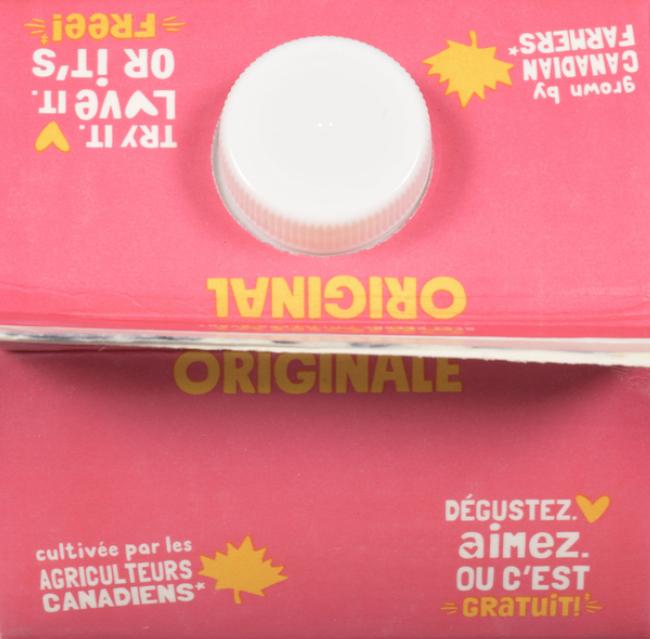 TRY IT.
LOVE IT.
OR it's
FRee!‡
grown by
CANADIAN
FARMERS*
ORIGINAL
ORIGINALE
cultivée par les
AGRICULTEURS
CANADIENS*
DÉGUSTEZ.
aiMez.
OU C'EST
GRaTUiT!‡